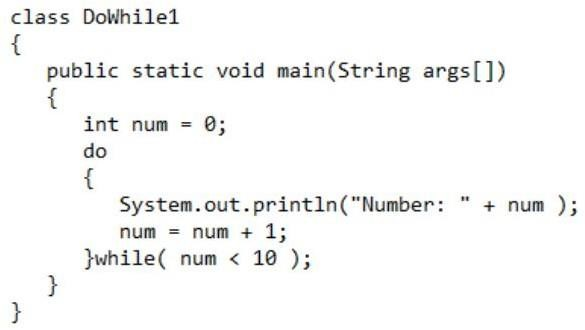 class DoWhile1
{
public static void main(String args[])
{
int num = 0;
do
{
System.out.println("Number: " + num );
num = num + 1;
}while( num < 10 );
}
}